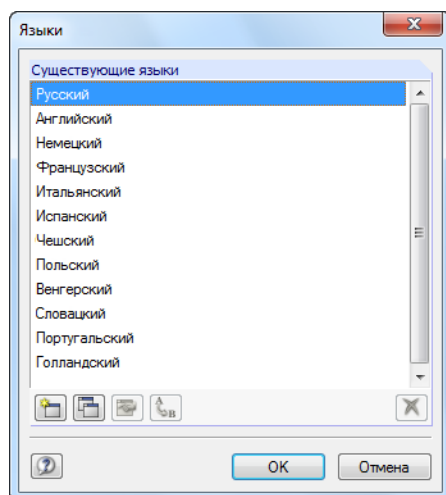 Языки
Существующие языки
Русский
Английский
Немецкий
Французский
Итальянский
Испанский
Чешский
Польский
Венгерский
Словацкий
Португальский
Голландский
OK
Отмена